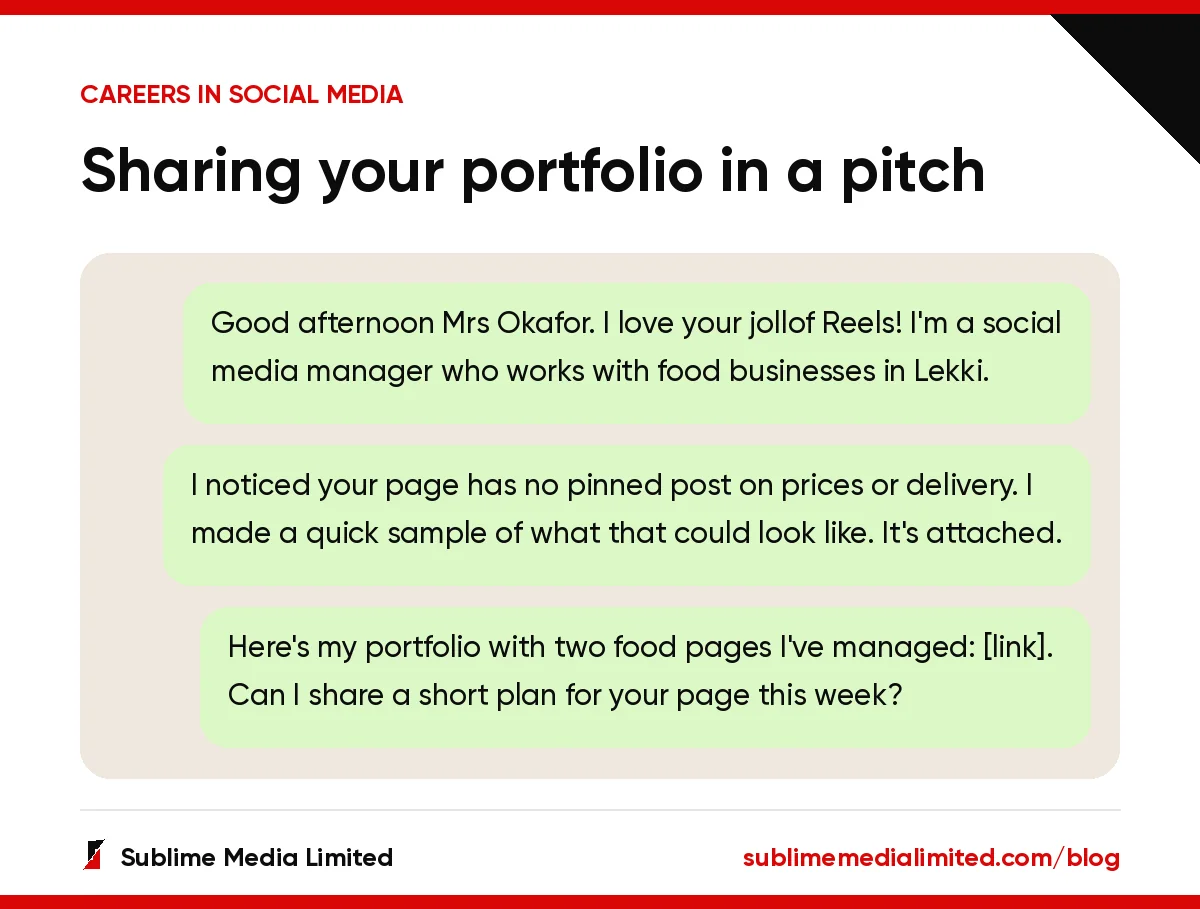 CAREERS IN SOCIAL MEDIA
Sharing your portfolio in a pitch
Good afternoon Mrs Okafor. I love your jollof Reels! I'm a social
media manager who works with food businesses in Lekki.
I noticed your page has no pinned post on prices or delivery. I
made a quick sample of what that could look like. It's attached.
Here's my portfolio with two food pages I've managed: [link].
Can I share a short plan for your page this week?
Sublime Media Limited
sublimemedialimited.com/blog